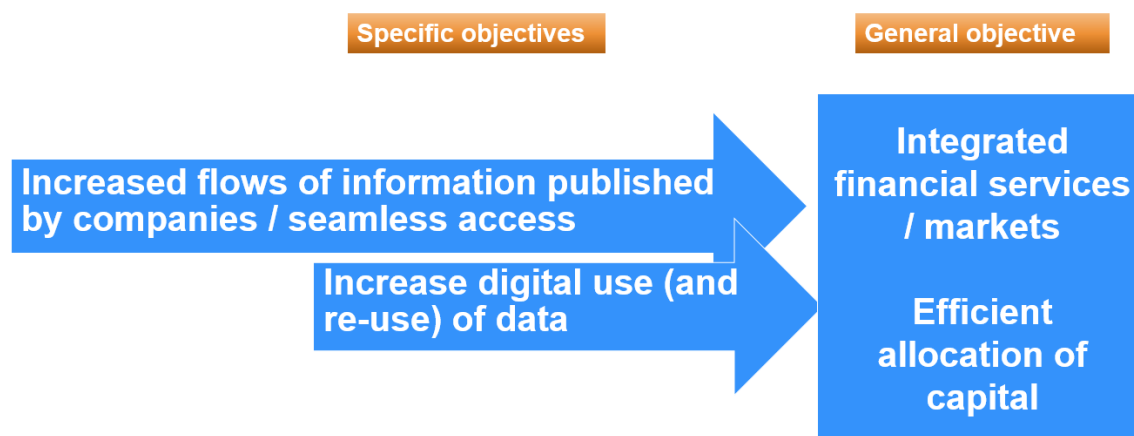 Specific objectives
General objective
Increased flows of information published
by companies / seamless access
Increase digital use (and
re-use) of data
Integrated
financial services
/ markets
Efficient
allocation of
capital